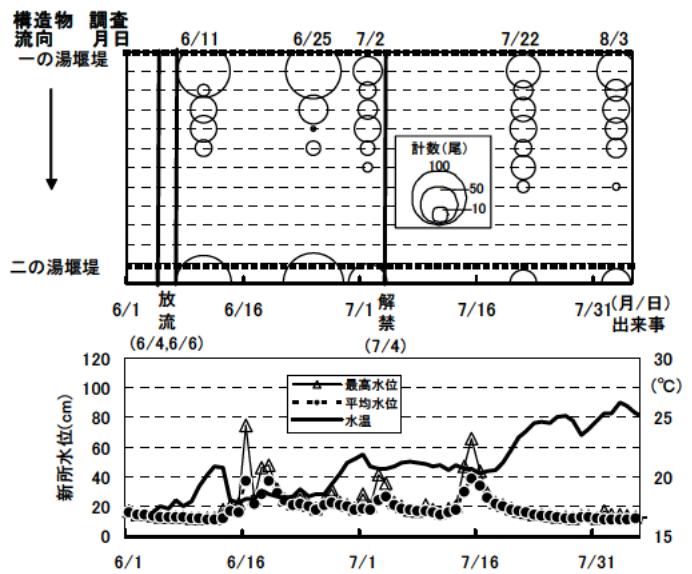 構造物 調査
流向 月日
6/11 6/25 7/2 7/22 8/3
一の湯堰堤
計数(尾)
100
50
10
二の湯堰堤
6/1 6/16 7/1 7/16 7/31 (月/日)
放流 解禁 出来事
(6/4,6/6) (7/4)
120 30
100 (℃)
80 25
60
40 20
20
0 15
新所水位(cm)
最高水位
平均水位
水温
6/1 6/16 7/1 7/16 7/31